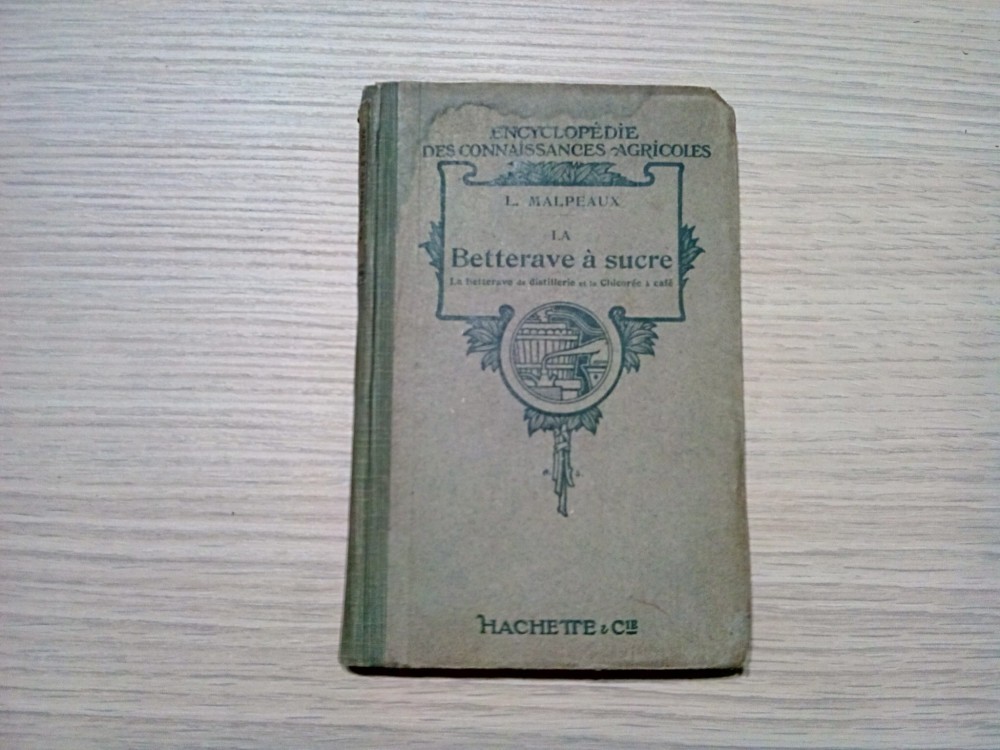 ENCYCLOPÉDIE
DES CONNAISSANCES AGRICOLES
L. MALPEAUX
LA
Betterave à sucre
La betterave de distillerie et la Chicorée à café
HACHETTE & CIE